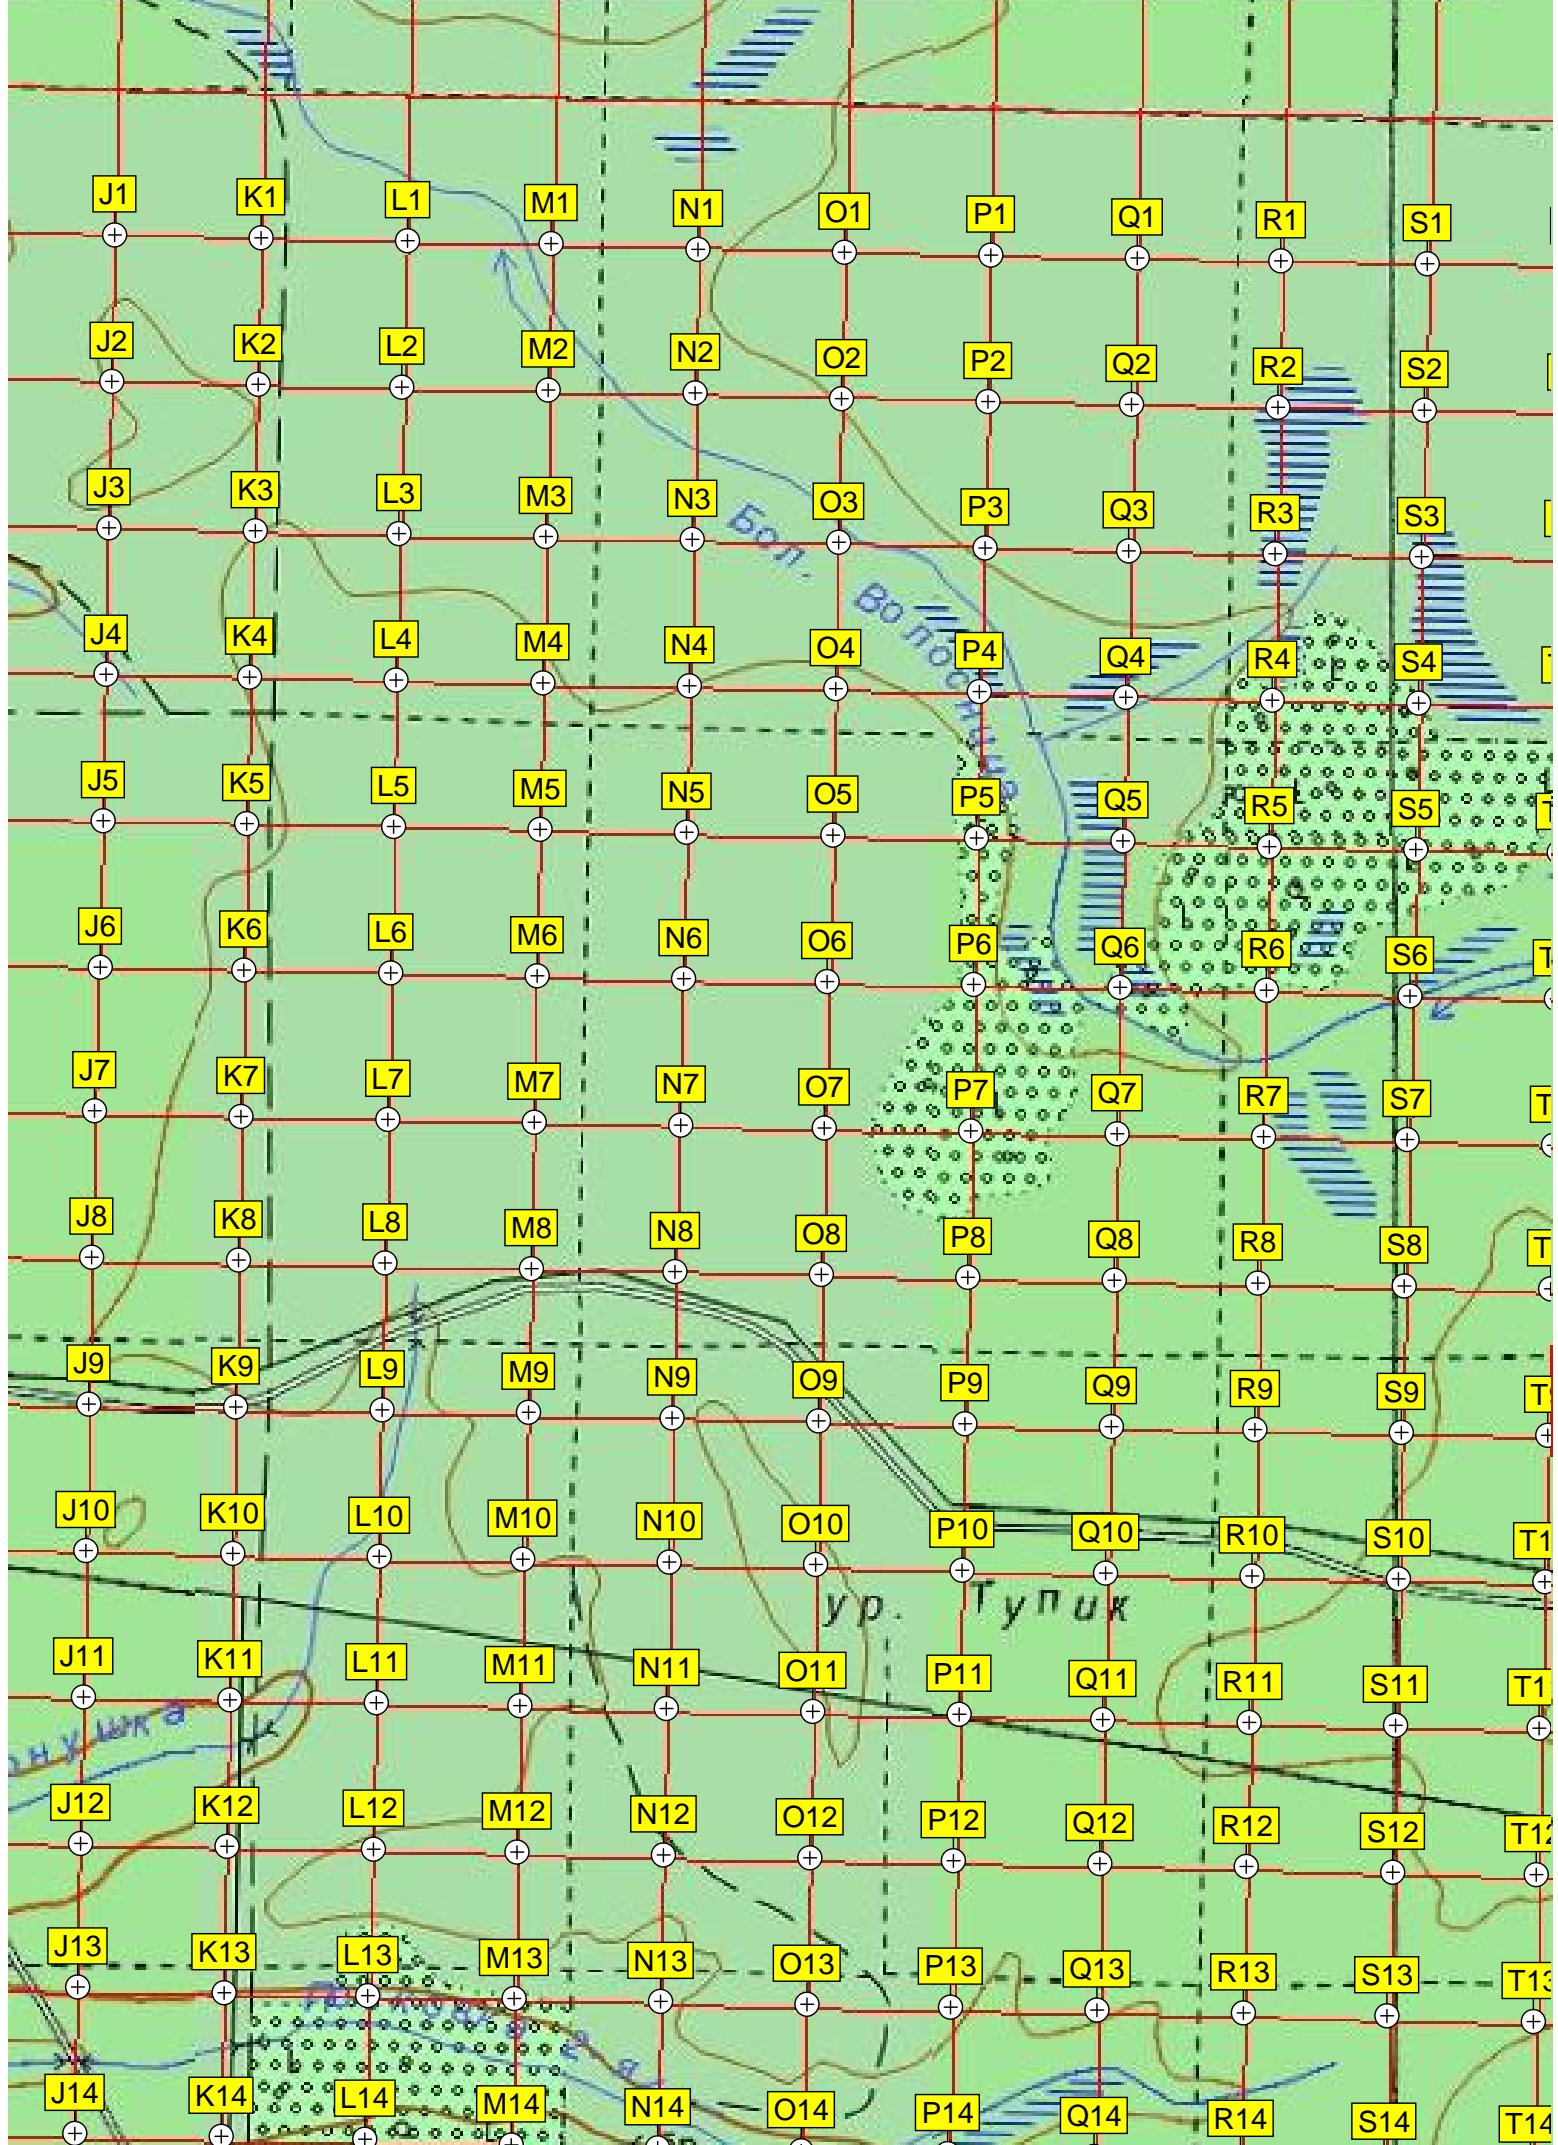 J1 K1 L1 M1 N1 O1 P1 Q1 R1 S1
J2 K2 L2 M2 N2 O2 P2 Q2 R2 S2
J3 K3 L3 M3 N3 O3 P3 Q3 R3 S3
Бол. Волосница
J4 K4 L4 M4 N4 O4 P4 Q4 R4 S4
J5 K5 L5 M5 N5 O5 P5 Q5 R5 S5
J6 K6 L6 M6 N6 O6 P6 Q6 R6 S6
J7 K7 L7 M7 N7 O7 P7 Q7 R7 S7
J8 K8 L8 M8 N8 O8 P8 Q8 R8 S8
J9 K9 L9 M9 N9 O9 P9 Q9 R9 S9
J10 K10 L10 M10 N10 O10 P10 Q10 R10 S10
ур. Тупик
J11 K11 L11 M11 N11 O11 P11 Q11 R11 S11
J12 K12 L12 M12 N12 O12 P12 Q12 R12 S12 T12
J13 K13 L13 M13 N13 O13 P13 Q13 R13 S13 T13
J14 K14 L14 M14 N14 O14 P14 Q14 R14 S14 T14